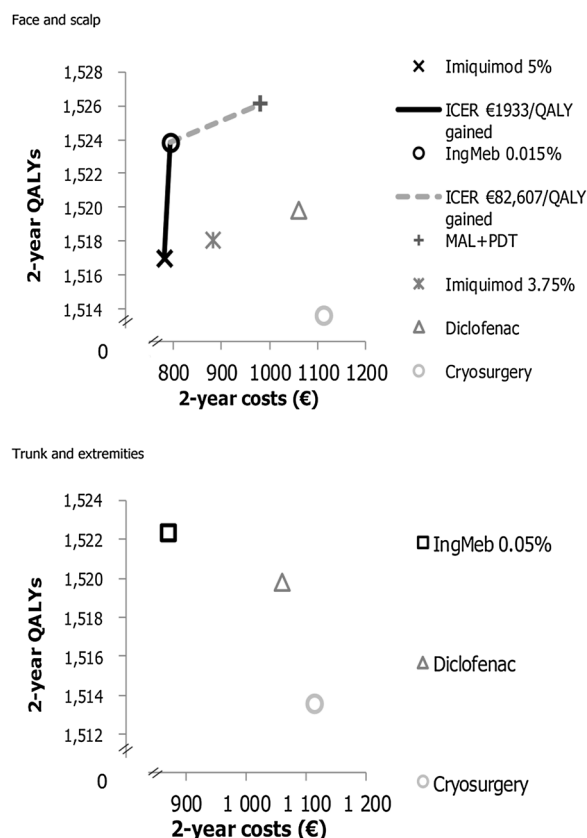 Face and scalp
1,528
1,526
1,524
1,522
1,520
1,518
1,516
1,514
0
2-year QALYs
800 900 1000 1100 1200
2-year costs (€)
Imiquimod 5%
ICER €1933/QALY
gained
IngMeb 0.015%
ICER €82,607/QALY
gained
MAL+PDT
Imiquimod 3.75%
Diclofenac
Cryosurgery
Trunk and extremities
1,524
1,522
1,520
1,518
1,516
1,514
1,512
0
2-year QALYs
900 1 000 1 100 1 200
2-year costs (€)
IngMeb 0.05%
Diclofenac
Cryosurgery